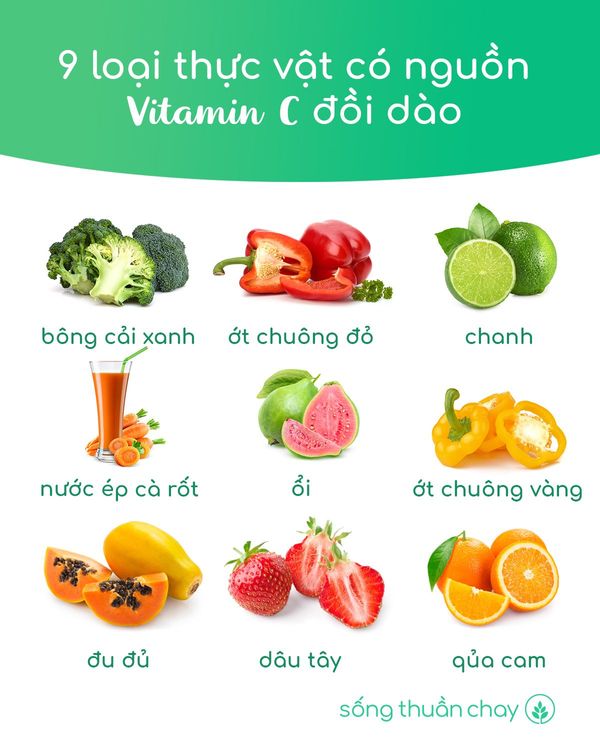 9 loại thực vật có nguồn
Vitamin C đồi dào
bông cải xanh
ớt chuông đỏ
chanh
nước ép cà rốt
ổi
ớt chuông vàng
đu đủ
dâu tây
qủa cam
sống thuần chay